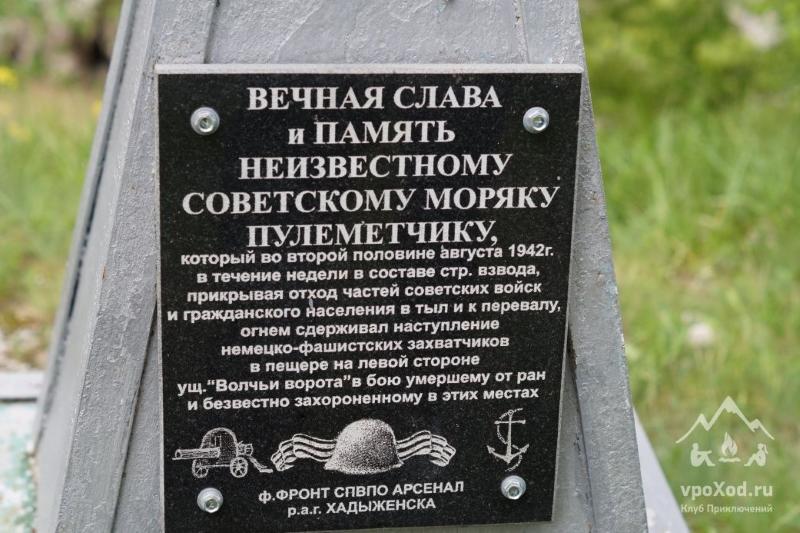 ВЕЧНАЯ СЛАВА
и ПАМЯТЬ
НЕИЗВЕСТНОМУ
СОВЕТСКОМУ МОРЯКУ
ПУЛЕМЕТЧИКУ,
который во второй половине августа 1942г.
в течение недели в составе стр. взвода,
прикрывая отход частей советских войск
и гражданского населения в тыл и к перевалу,
огнем сдерживал наступление
немецко-фашистских захватчиков
в пещере на левой стороне
ущ."Волчьи ворота"в бою умершему от ран
и безвестно захороненному в этих местах
ф.ФРОНТ СПВПО АРСЕНАЛ
р.а.г. ХАДЫЖЕНСКА
vpoXod.ru
Клуб Приключений